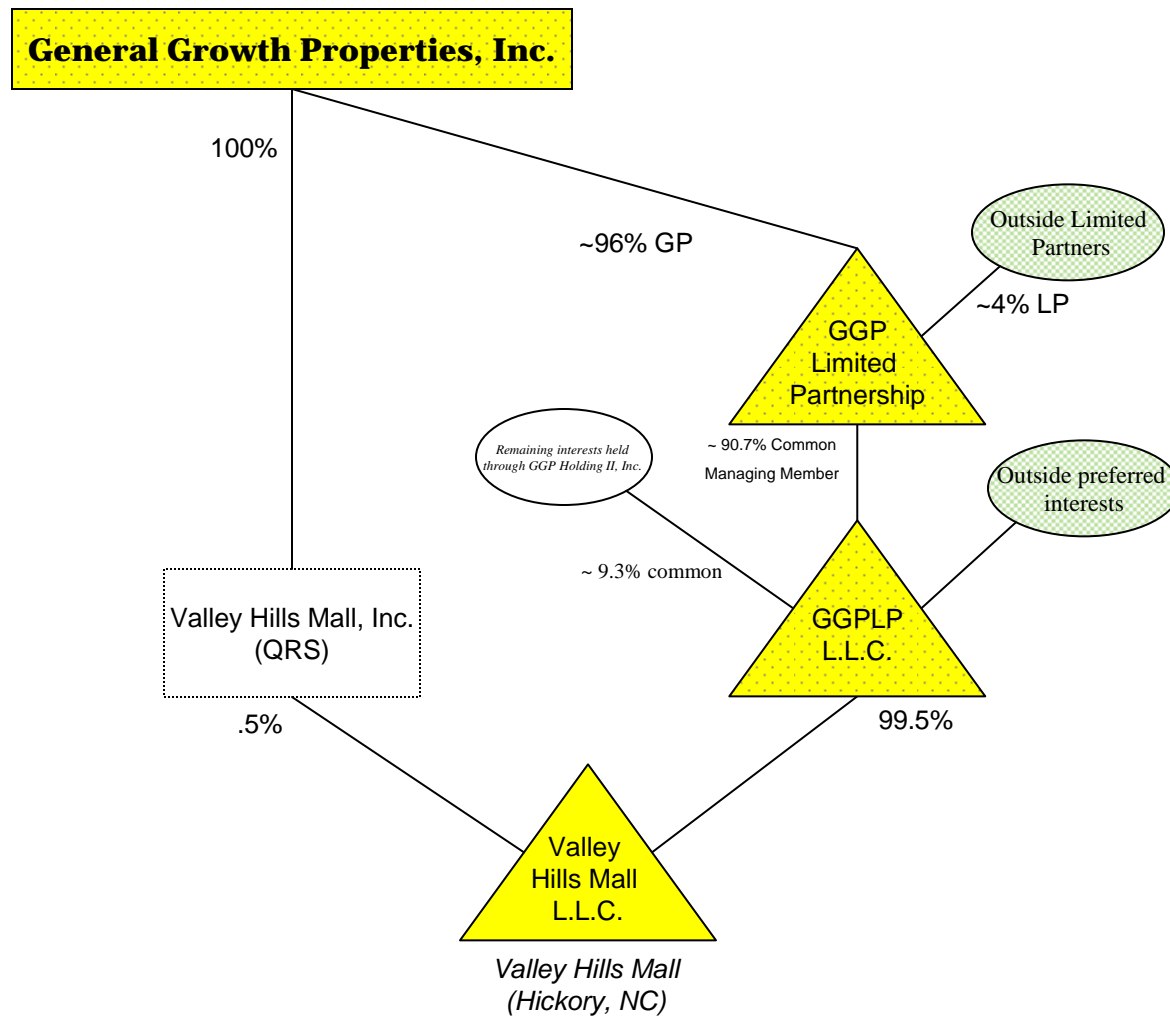 General Growth Properties, Inc.
100%
~96% GP
Outside Limited
Partners
~4% LP
GGP
Limited
Partnership
Remaining interests held
through GGP Holding II, Inc.
~ 90.7% Common
Managing Member
Outside preferred
interests
~ 9.3% common
Valley Hills Mall, Inc.
(QRS)
GGPLP
L.L.C.
.5%
99.5%
Valley
Hills Mall
L.L.C.
Valley Hills Mall
(Hickory, NC)